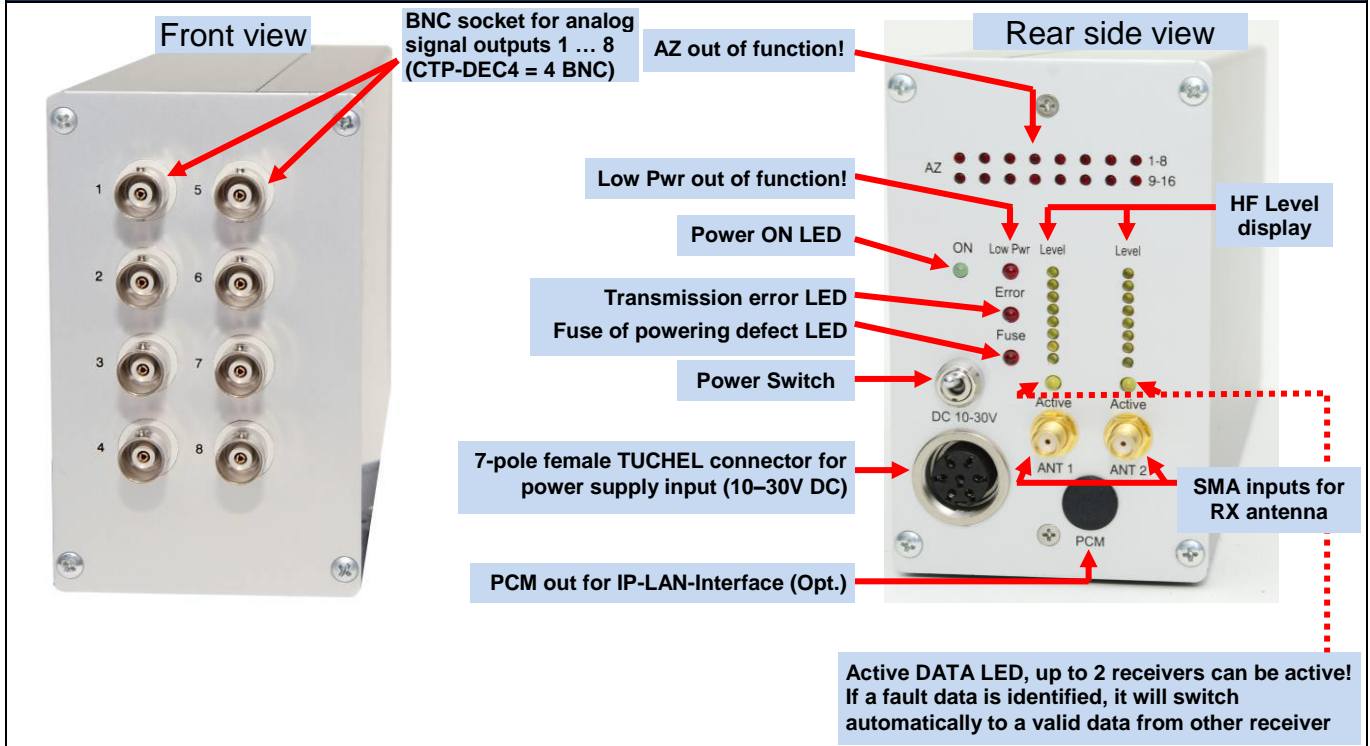 Front view
BNC socket for analog
signal outputs 1 … 8
(CTP-DEC4 = 4 BNC)
1
5
2
6
3
7
4
8
Rear side view
AZ out of function!
AZ
1-8
9-16
Low Pwr out of function!
HF Level
display
Power ON LED
ON
Low Pwr
Level
Level
Transmission error LED
Error
Fuse of powering defect LED
Fuse
Power Switch
Active
Active
DC 10-30V
7-pole female TUCHEL connector for
power supply input (10–30V DC)
ANT 1
ANT 2
SMA inputs for
RX antenna
PCM
PCM out for IP-LAN-Interface (Opt.)
Active DATA LED, up to 2 receivers can be active!
If a fault data is identified, it will switch
automatically to a valid data from other receiver